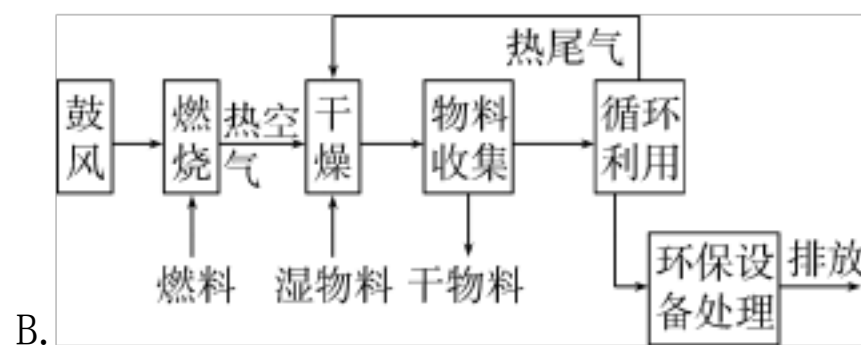 热尾气
鼓
风
燃
烧
热空
气
干
燥
物料
收集
循环
利用
燃料
湿物料
干物料
环保设
备处理
排放
B.